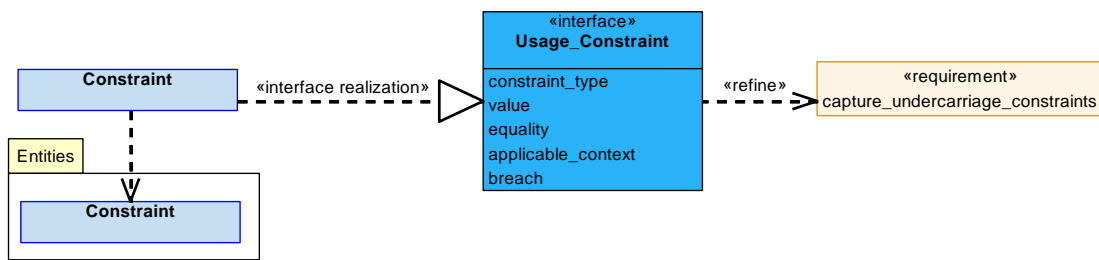 «interface»
Usage_Constraint
Constraint
«interface realization»
constraint_type
value
equality
applicable_context
breach
«refine»
«requirement»
capture_undercarriage_constraints
Entities
Constraint